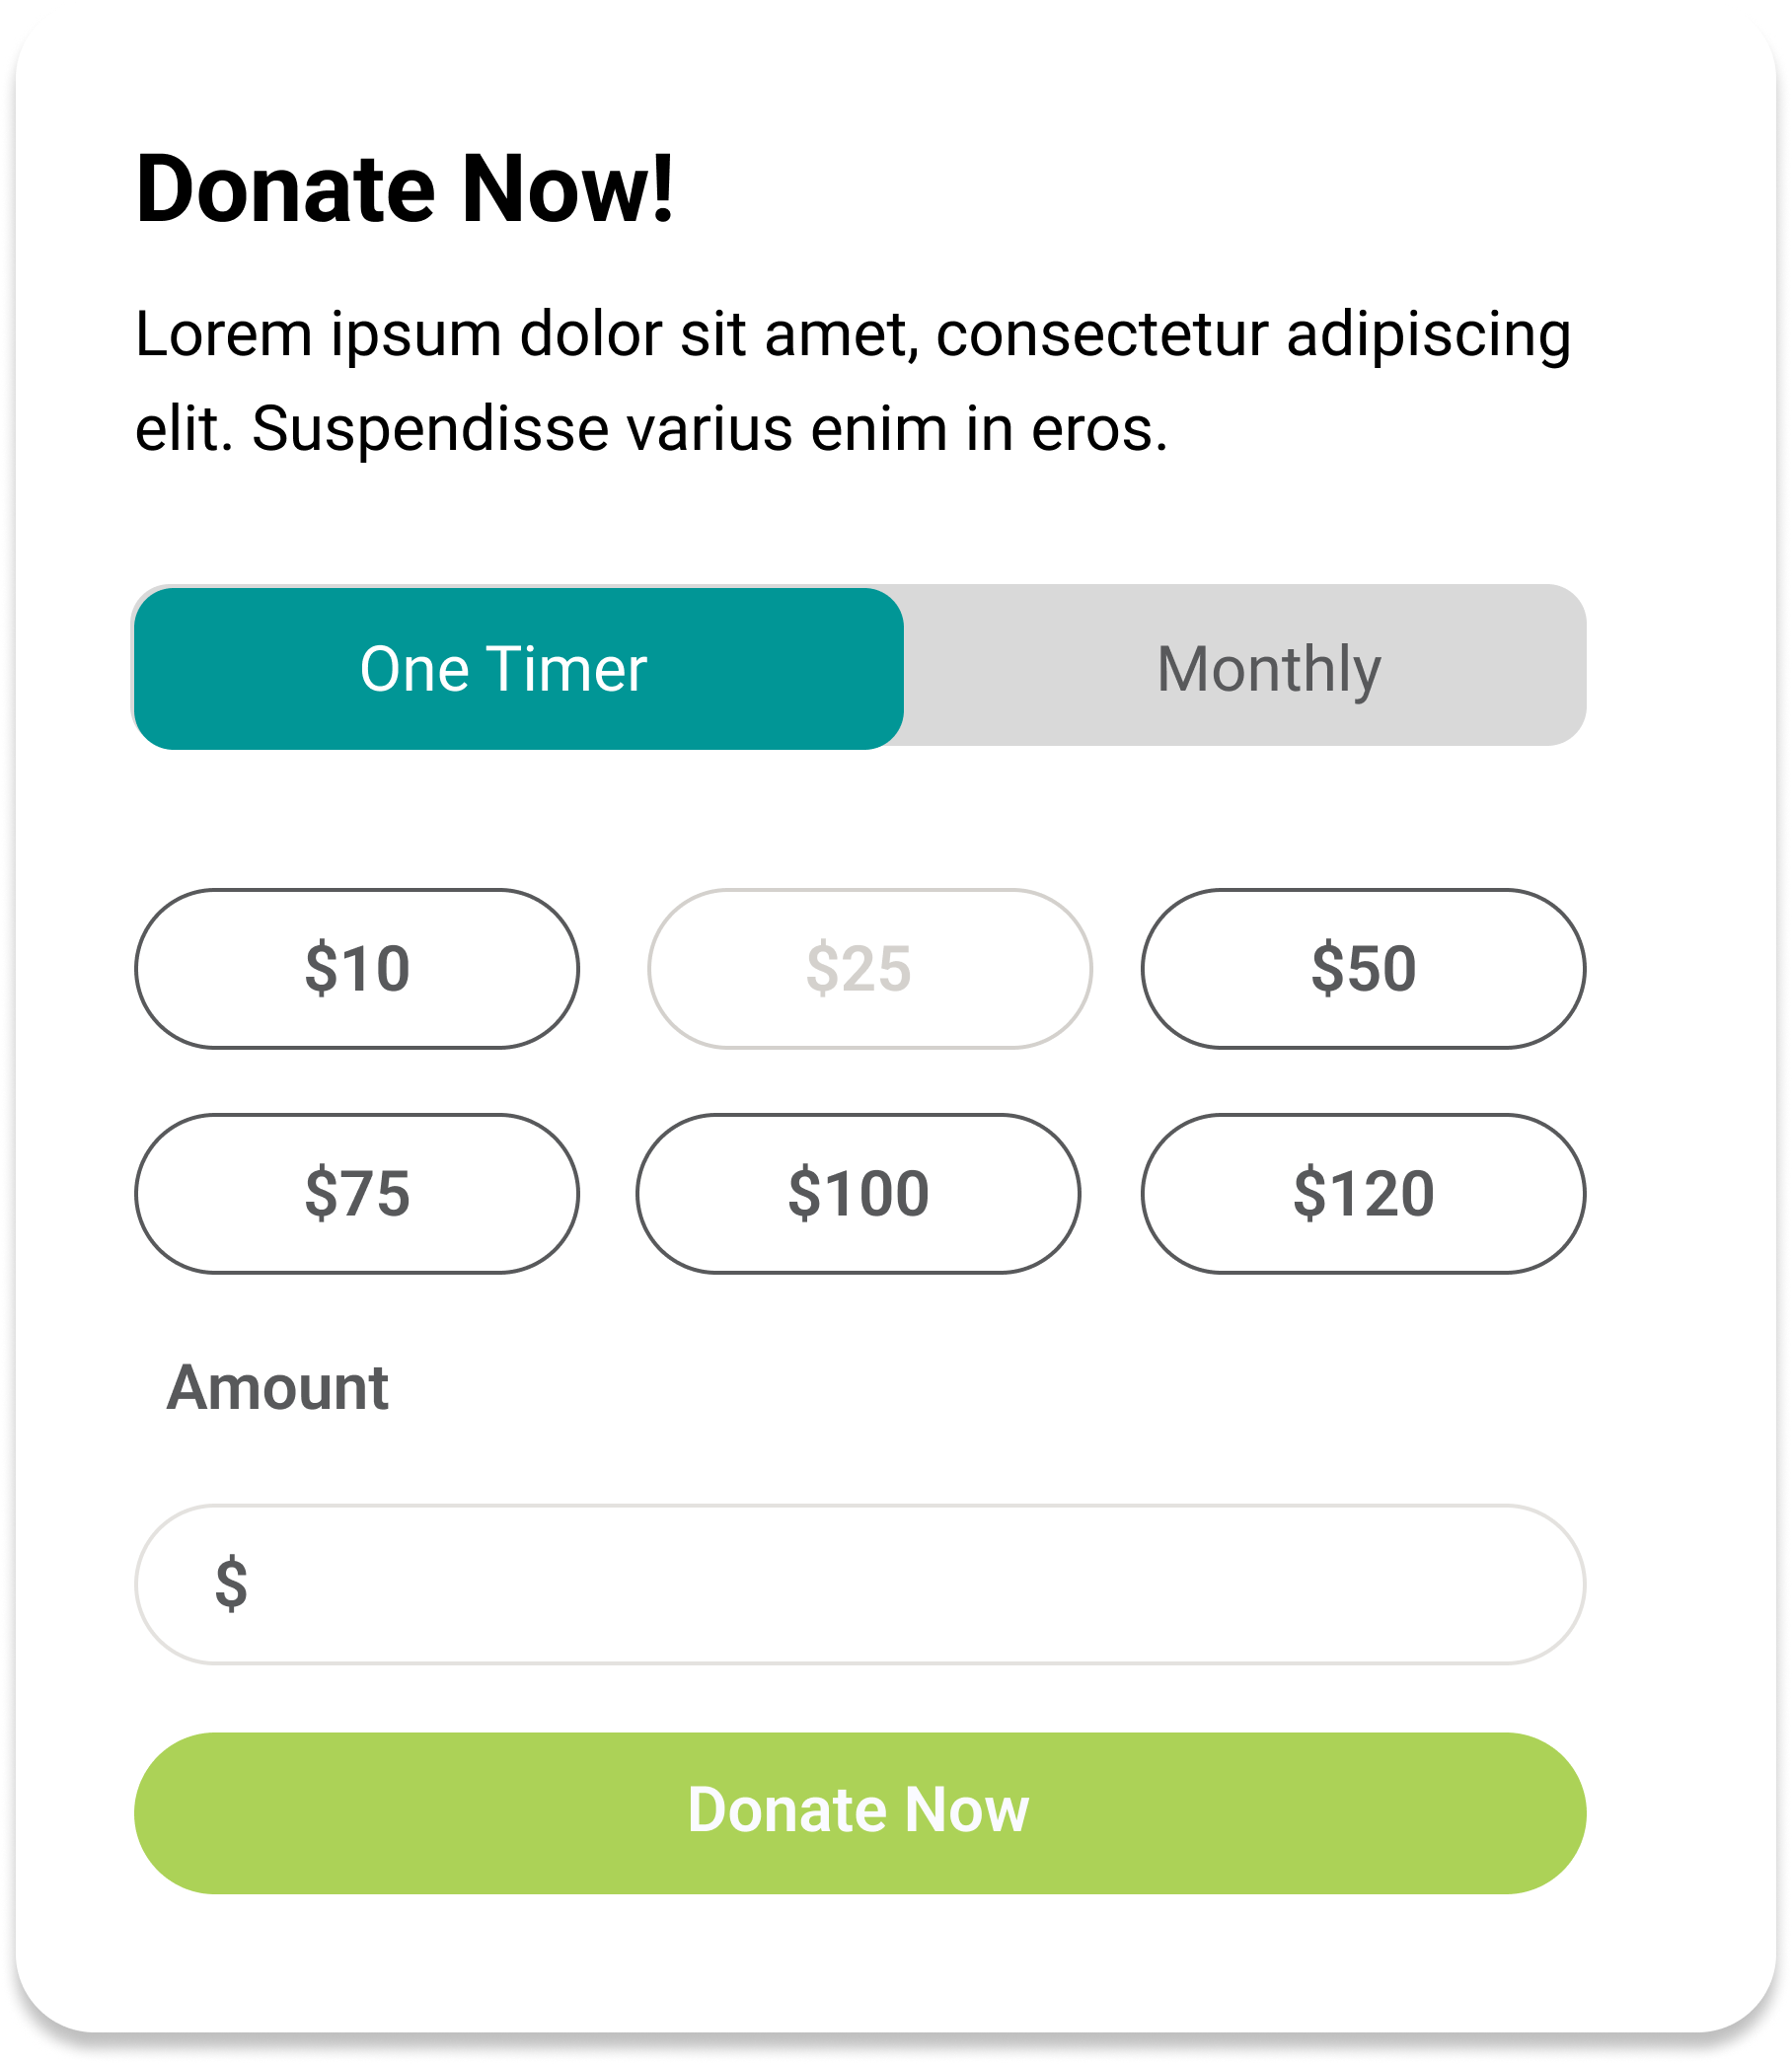 Donate Now!
Lorem ipsum dolor sit amet, consectetur adipiscing
elit. Suspendisse varius enim in eros.
One Timer Monthly
$10 $25 $50
$75 $100 $120
Amount
$
Donate Now